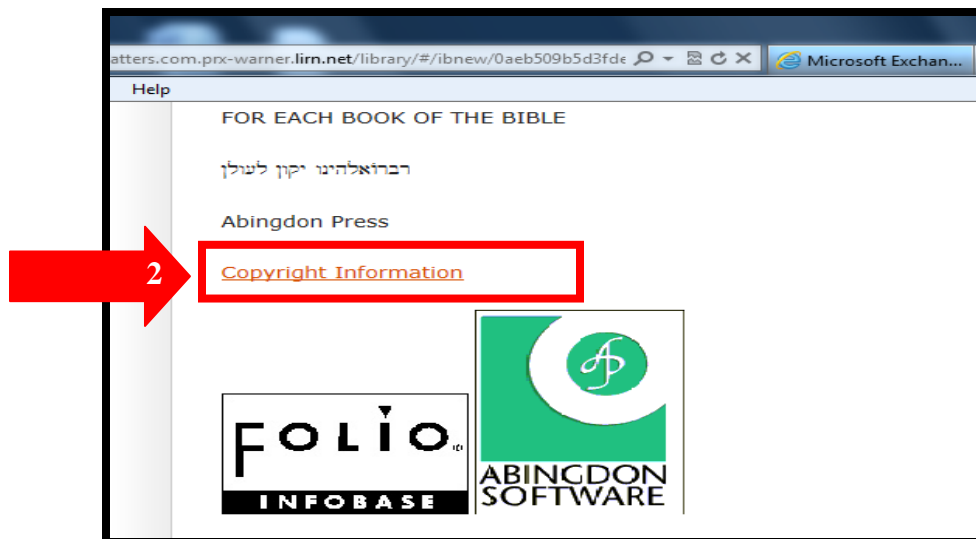 atters.com.prx-warner.lirn.net/library/#/ibnew/0aeb509b5d3fde
Microsoft Exchan...
Help
FOR EACH BOOK OF THE BIBLE
רברואלהינו יקון לעולן
Abingdon Press
2
Copyright Information
FOLIO
INFOBASE
ABINGDON
SOFTWARE